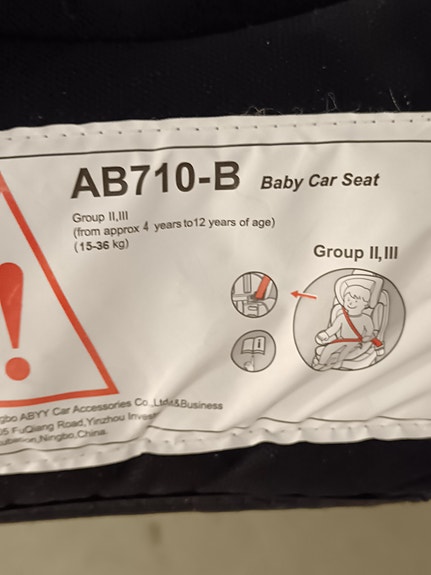 AB710-B Baby Car Seat
Group II,III
(from approx 4 years to12 years of age)
(15-36 kg)
Group II,III
ABYY Car Accessories Co.,Ltd&Business
FuQiang Road,Yinzhou
Ningbo,China.